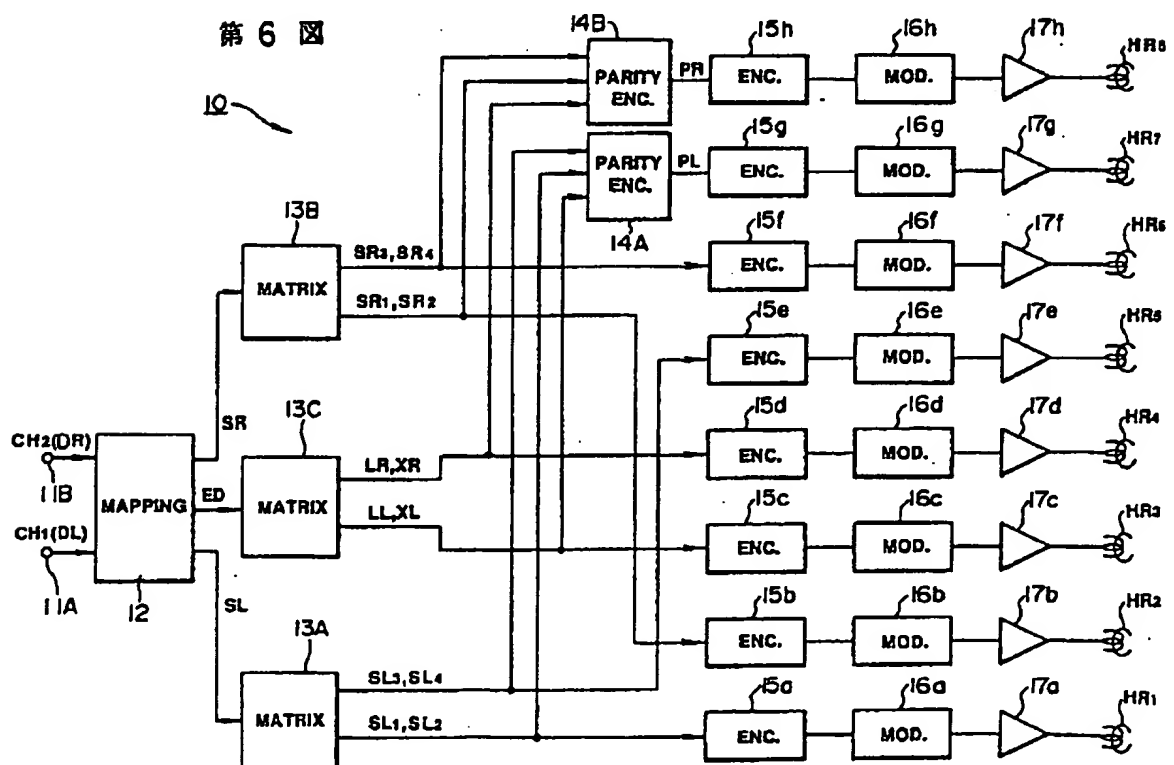 第 6 図
10
14B
15h
16h
17h
HR8
PARITY
ENC.
PR
ENC.
MOD.
15g
16g
17g
HR7
PARITY
ENC.
PL
ENC.
MOD.
14A
13B
15f
16f
17f
HR6
MATRIX
SR3,SR4
SR1,SR2
ENC.
MOD.
15e
16e
17e
HR5
ENC.
MOD.
SR
13C
15d
16d
17d
HR4
CH2(DR)
11B
MAPPING
ED
MATRIX
LR,XR
LL,XL
ENC.
MOD.
15c
16c
17c
HR3
CH1(DL)
11A
12
ENC.
MOD.
SL
15b
16b
17b
HR2
13A
ENC.
MOD.
MATRIX
SL3,SL4
SL1,SL2
15a
16a
17a
HR1
ENC.
MOD.